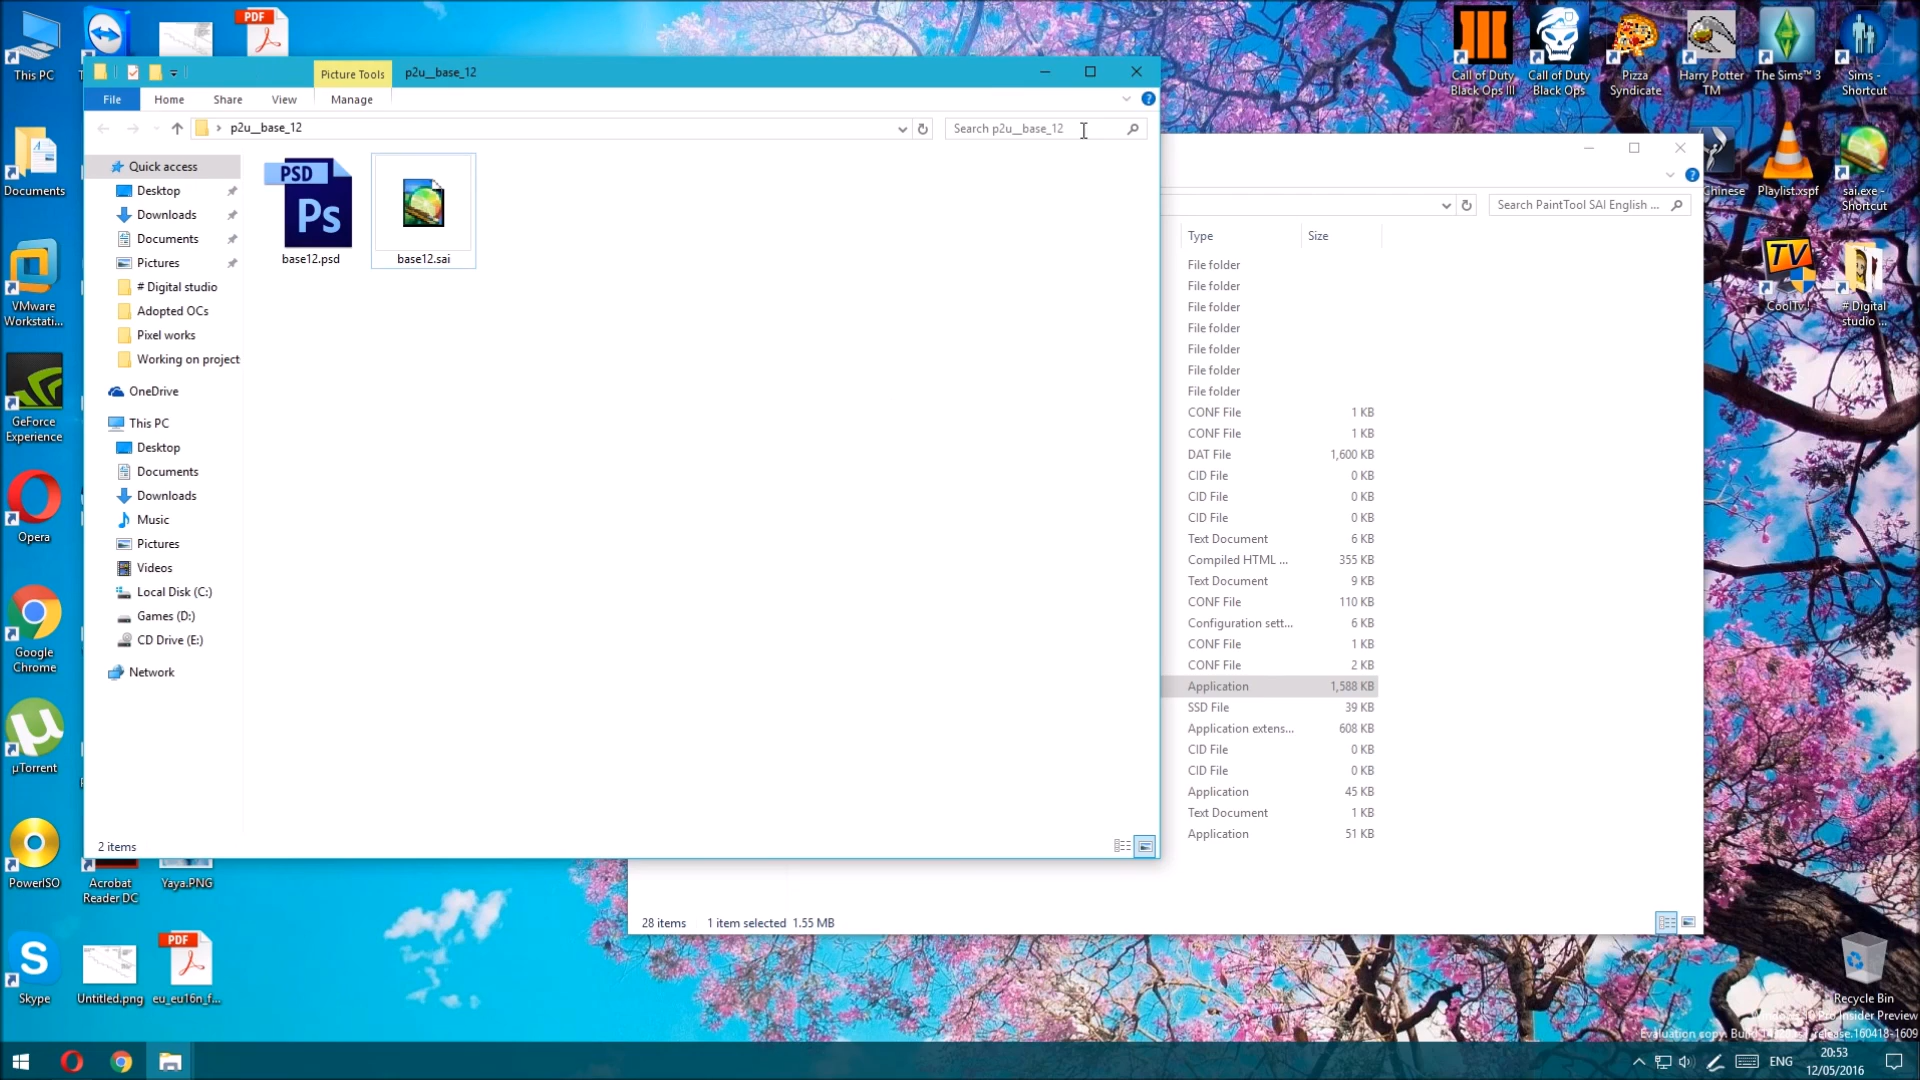 This PC
PDF
Call of Duty
Black Ops III
Call of Duty
Black Ops
Pizza
Syndicate
Harry Potter
TM
The Sims™ 3
Sims -
Shortcut
Picture Tools
p2u__base_12
File
Home
Share
View
Manage
p2u__base_12
Search p2u__base_12
Quick access
Desktop
Downloads
Documents
Pictures
# Digital studio
Adopted OCs
Pixel works
Working on project
OneDrive
This PC
Desktop
Documents
Downloads
Music
Pictures
Videos
Local Disk (C:)
Games (D:)
CD Drive (E:)
Network
PSD
Ps
base12.psd
base12.sai
2 items
Documents
VMware
Workstati...
GeForce
Experience
Opera
Google
Chrome
µTorrent
PowerISO
Acrobat
Reader DC
Yaya.PNG
S
Skype
Untitled.png
PDF
eu_eu16n_f...
Search PaintTool SAI English ...
Type
Size
File folder
File folder
File folder
File folder
File folder
File folder
File folder
CONF File 1 KB
CONF File 1 KB
DAT File 1,600 KB
CID File 0 KB
CID File 0 KB
CID File 0 KB
Text Document 6 KB
Compiled HTML ... 355 KB
Text Document 9 KB
CONF File 110 KB
Configuration sett... 6 KB
CONF File 1 KB
CONF File 2 KB
Application 1,588 KB
SSD File 39 KB
Application extens... 608 KB
CID File 0 KB
CID File 0 KB
Application 45 KB
Text Document 1 KB
Application 51 KB
28 items
1 item selected 1.55 MB
Chinese
Playlist.xspf
sai.exe -
Shortcut
TV
CoolTv !
# Digital
studio ...
Recycle Bin
Pro Insider Preview
Evaluation copy. Build
ENG
20:53
12/05/2016